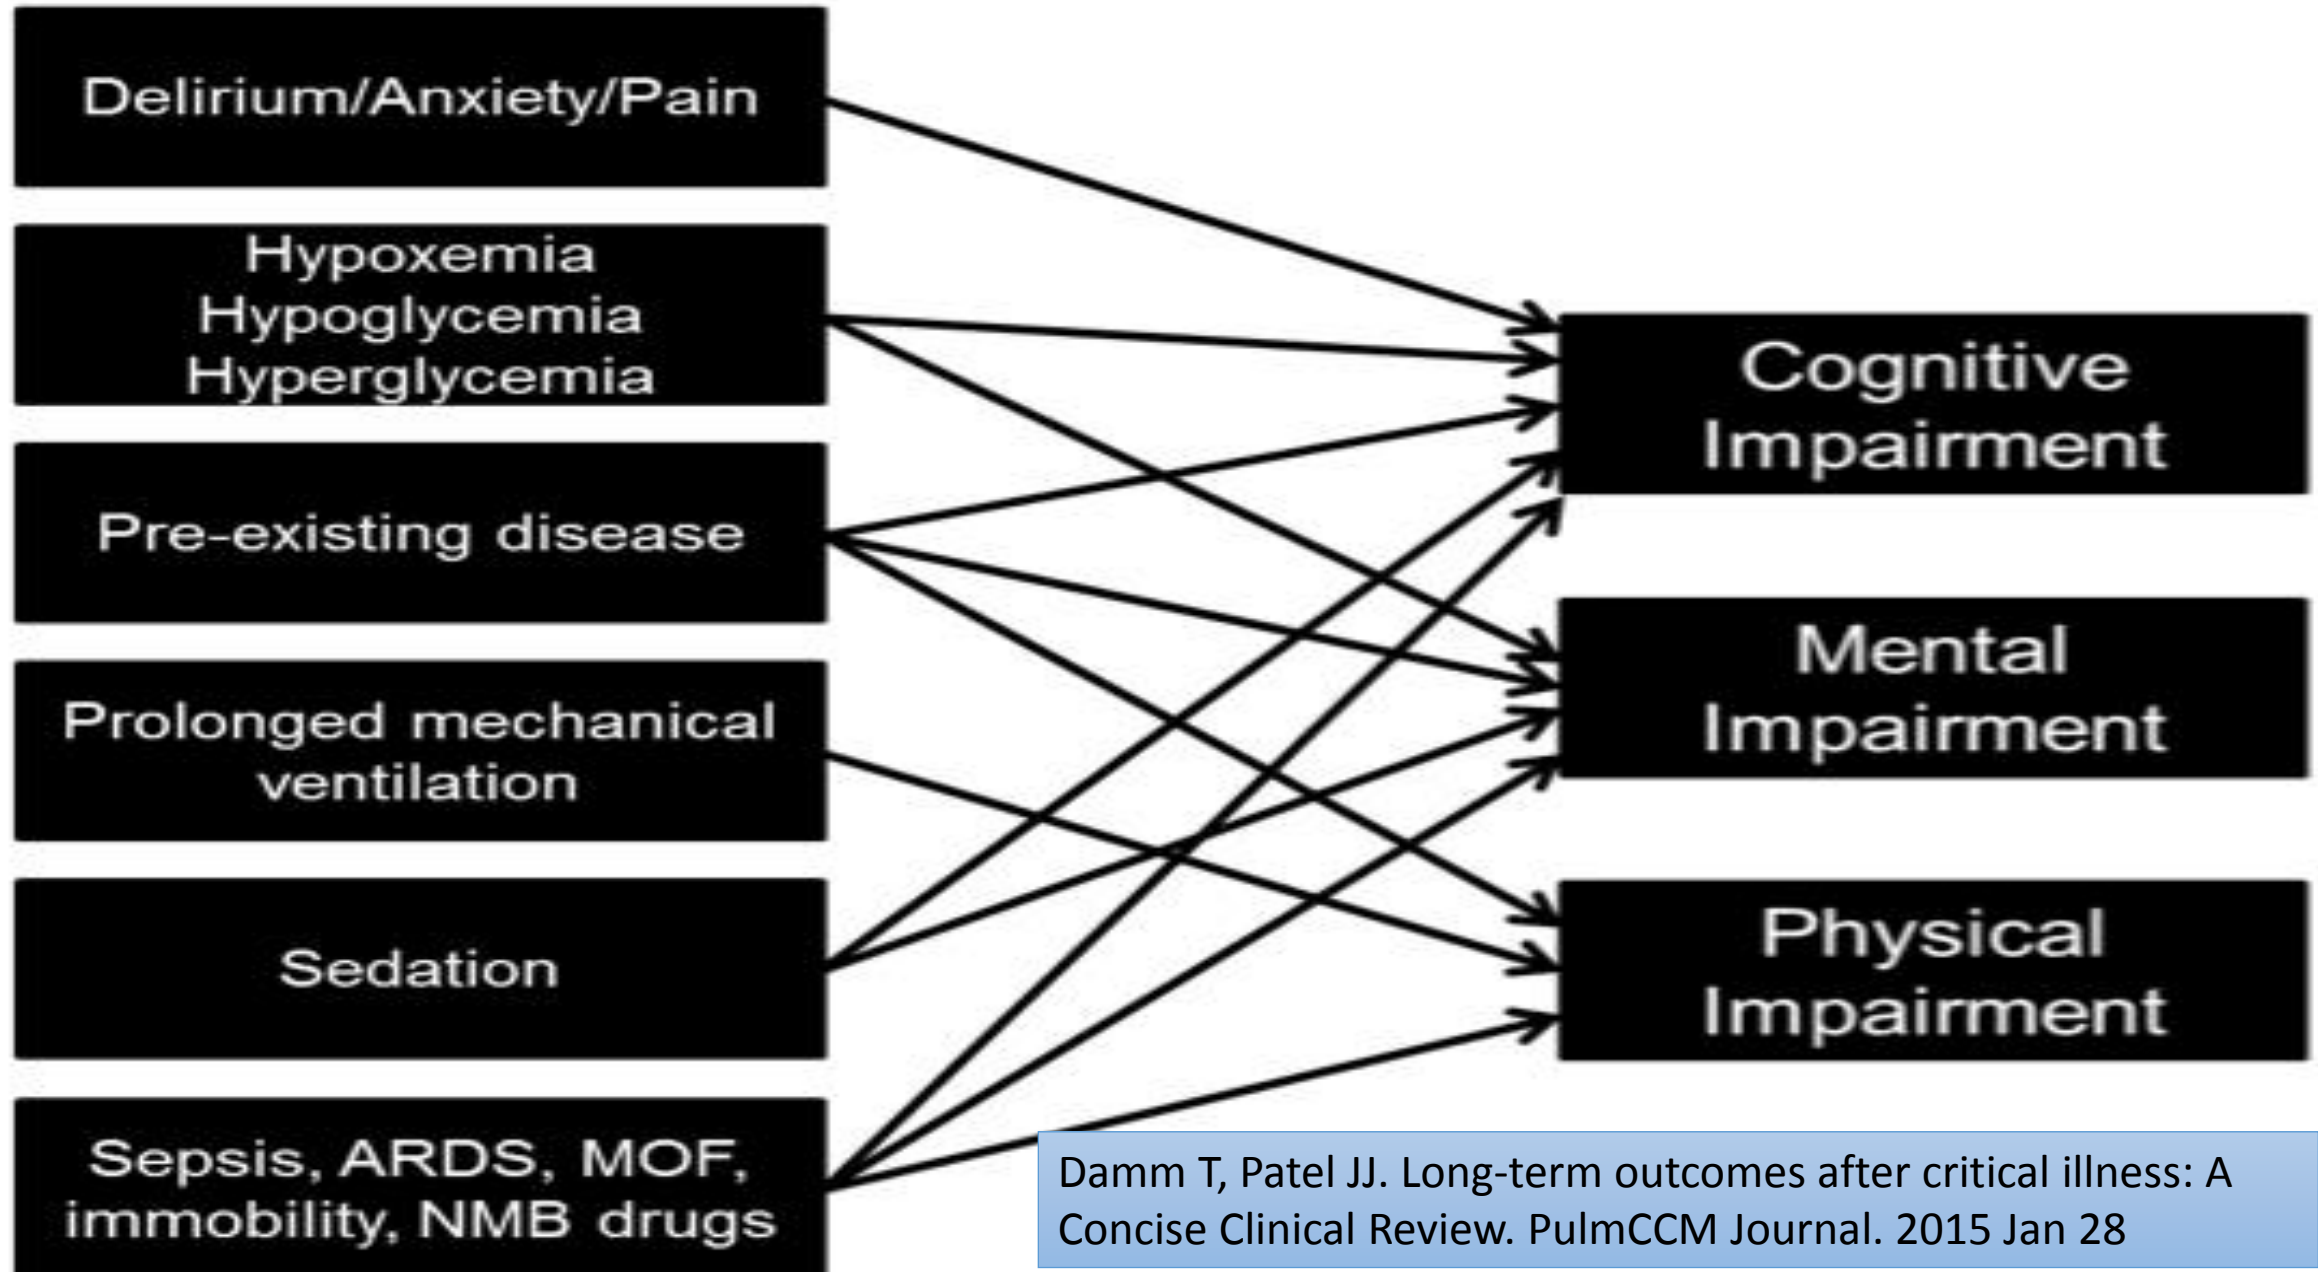 Delirium/Anxiety/Pain
Hypoxemia
Hypoglycemia
Hyperglycemia
Pre-existing disease
Prolonged mechanical
ventilation
Sedation
Sepsis, ARDS, MOF,
immobility, NMB drugs
Cognitive
Impairment
Mental
Impairment
Physical
Impairment
Damm T, Patel JJ. Long-term outcomes after critical illness: A
Concise Clinical Review. PulmCCM Journal. 2015 Jan 28